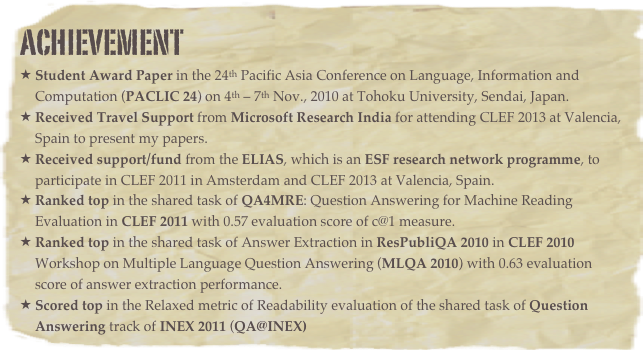 ACHIEVEMENT
★ Student Award Paper in the 24th Pacific Asia Conference on Language, Information and
Computation (PACLIC 24) on 4th – 7th Nov., 2010 at Tohoku University, Sendai, Japan.
★ Received Travel Support from Microsoft Research India for attending CLEF 2013 at Valencia,
Spain to present my papers.
★ Received support/fund from the ELIAS, which is an ESF research network programme, to
participate in CLEF 2011 in Amsterdam and CLEF 2013 at Valencia, Spain.
★ Ranked top in the shared task of QA4MRE: Question Answering for Machine Reading
Evaluation in CLEF 2011 with 0.57 evaluation score of c@1 measure.
★ Ranked top in the shared task of Answer Extraction in ResPubliQA 2010 in CLEF 2010
Workshop on Multiple Language Question Answering (MLQA 2010) with 0.63 evaluation
score of answer extraction performance.
★ Scored top in the Relaxed metric of Readability evaluation of the shared task of Question
Answering track of INEX 2011 (QA@INEX)